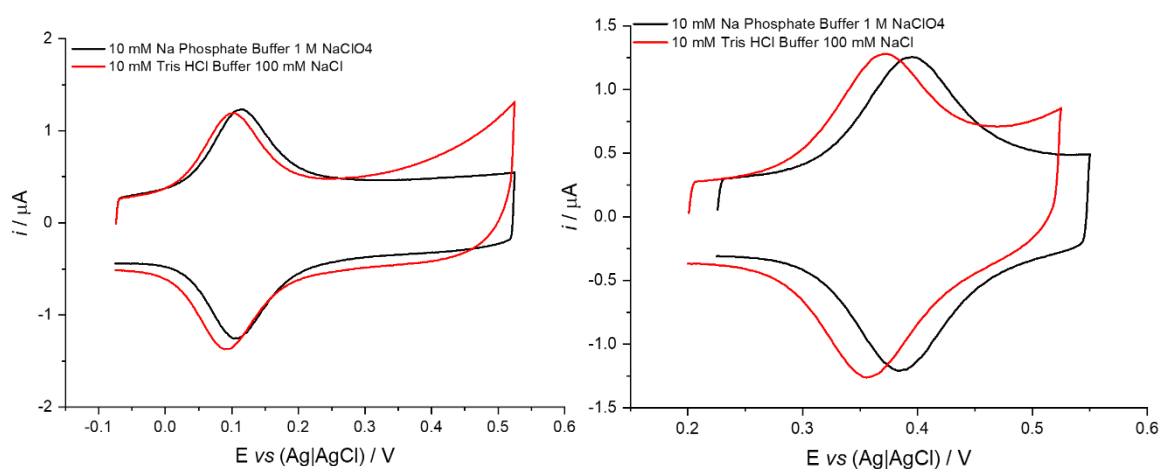 10 mM Na Phosphate Buffer 1 M NaClO4
10 mM Tris HCl Buffer 100 mM NaCl
2
1
0
-1
-2
i / μA
-0.1 0.0 0.1 0.2 0.3 0.4 0.5 0.6
E vs (Ag|AgCl) / V
10 mM Na Phosphate Buffer 1 M NaClO4
10 mM Tris HCl Buffer 100 mM NaCl
1.5
1.0
0.5
0.0
-0.5
-1.0
-1.5
i / μA
0.2 0.3 0.4 0.5 0.6
E vs (Ag|AgCl) / V